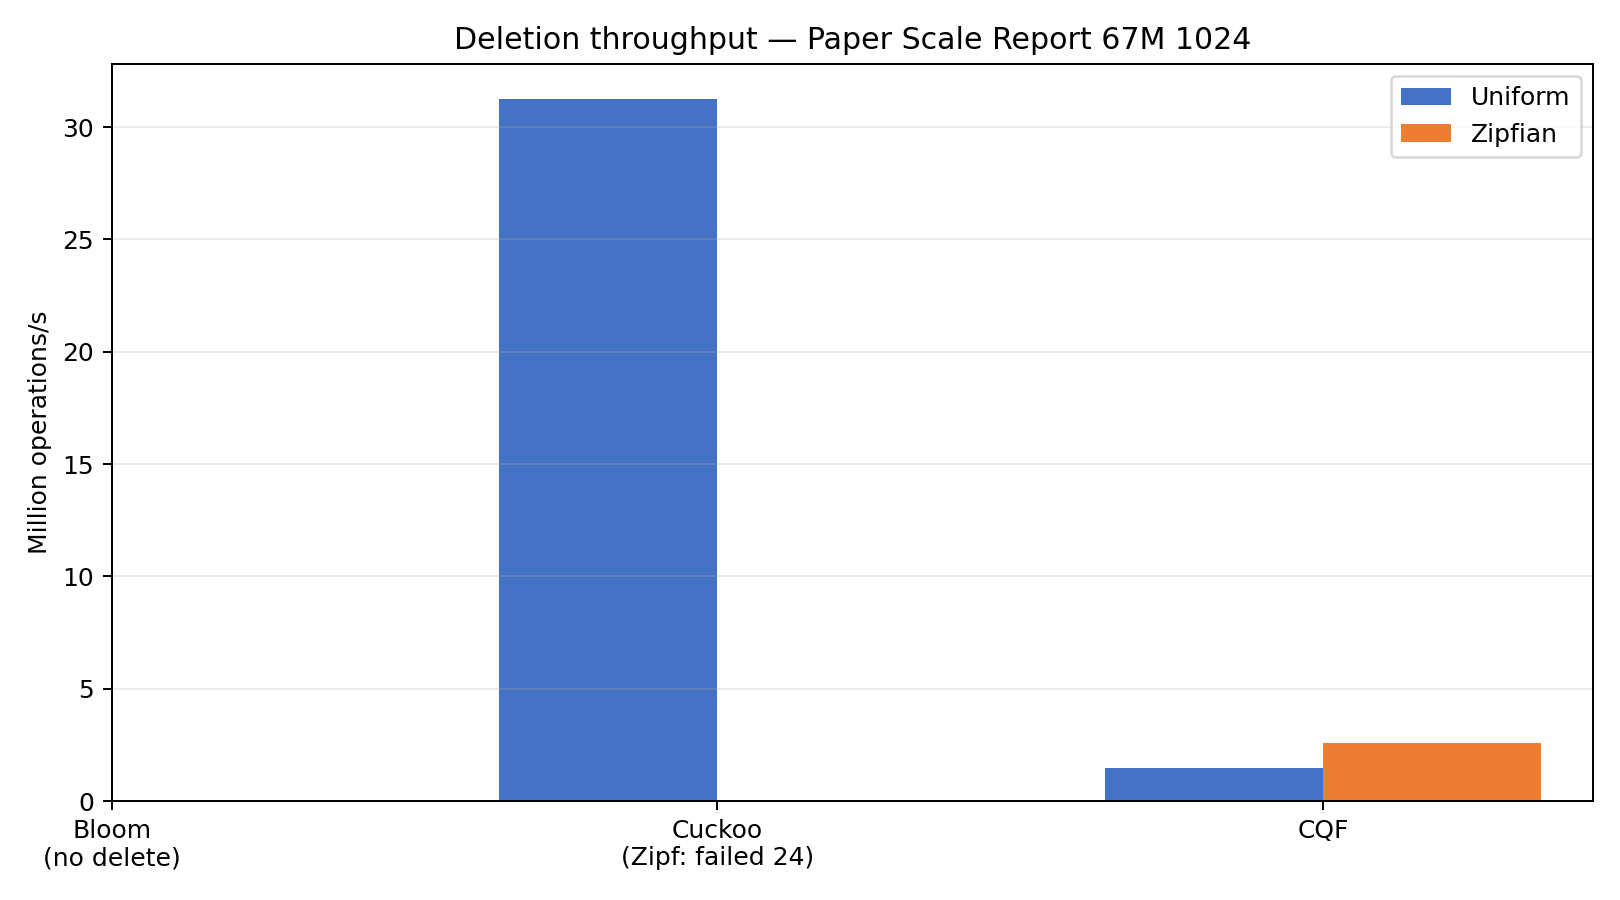 Deletion throughput — Paper Scale Report 67M 1024
Uniform
Zipfian
Million operations/s
30
25
20
15
10
5
0
Bloom
(no delete)
Cuckoo
(Zipf: failed 24)
CQF